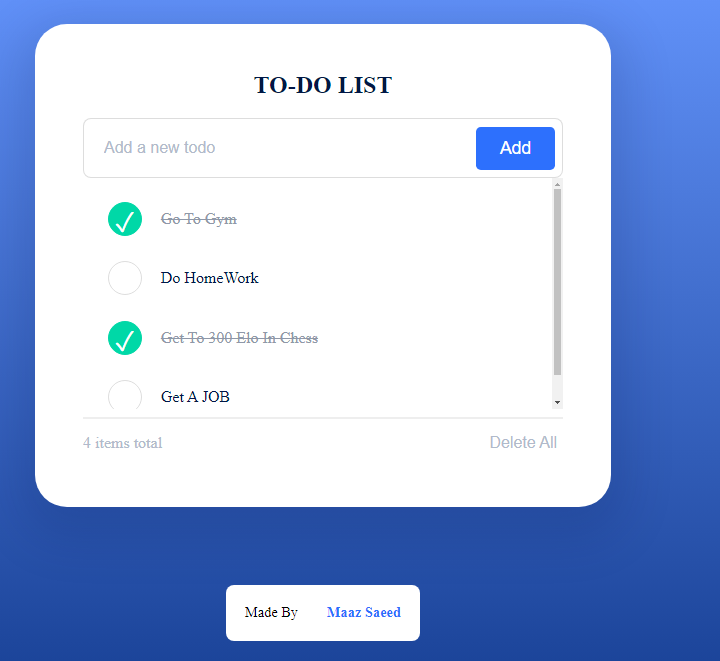 TO-DO LIST
Add a new todo
Add
Go To Gym
Do HomeWork
Get To 300 Elo In Chess
Get A JOB
4 items total
Delete All
Made By Maaz Saeed